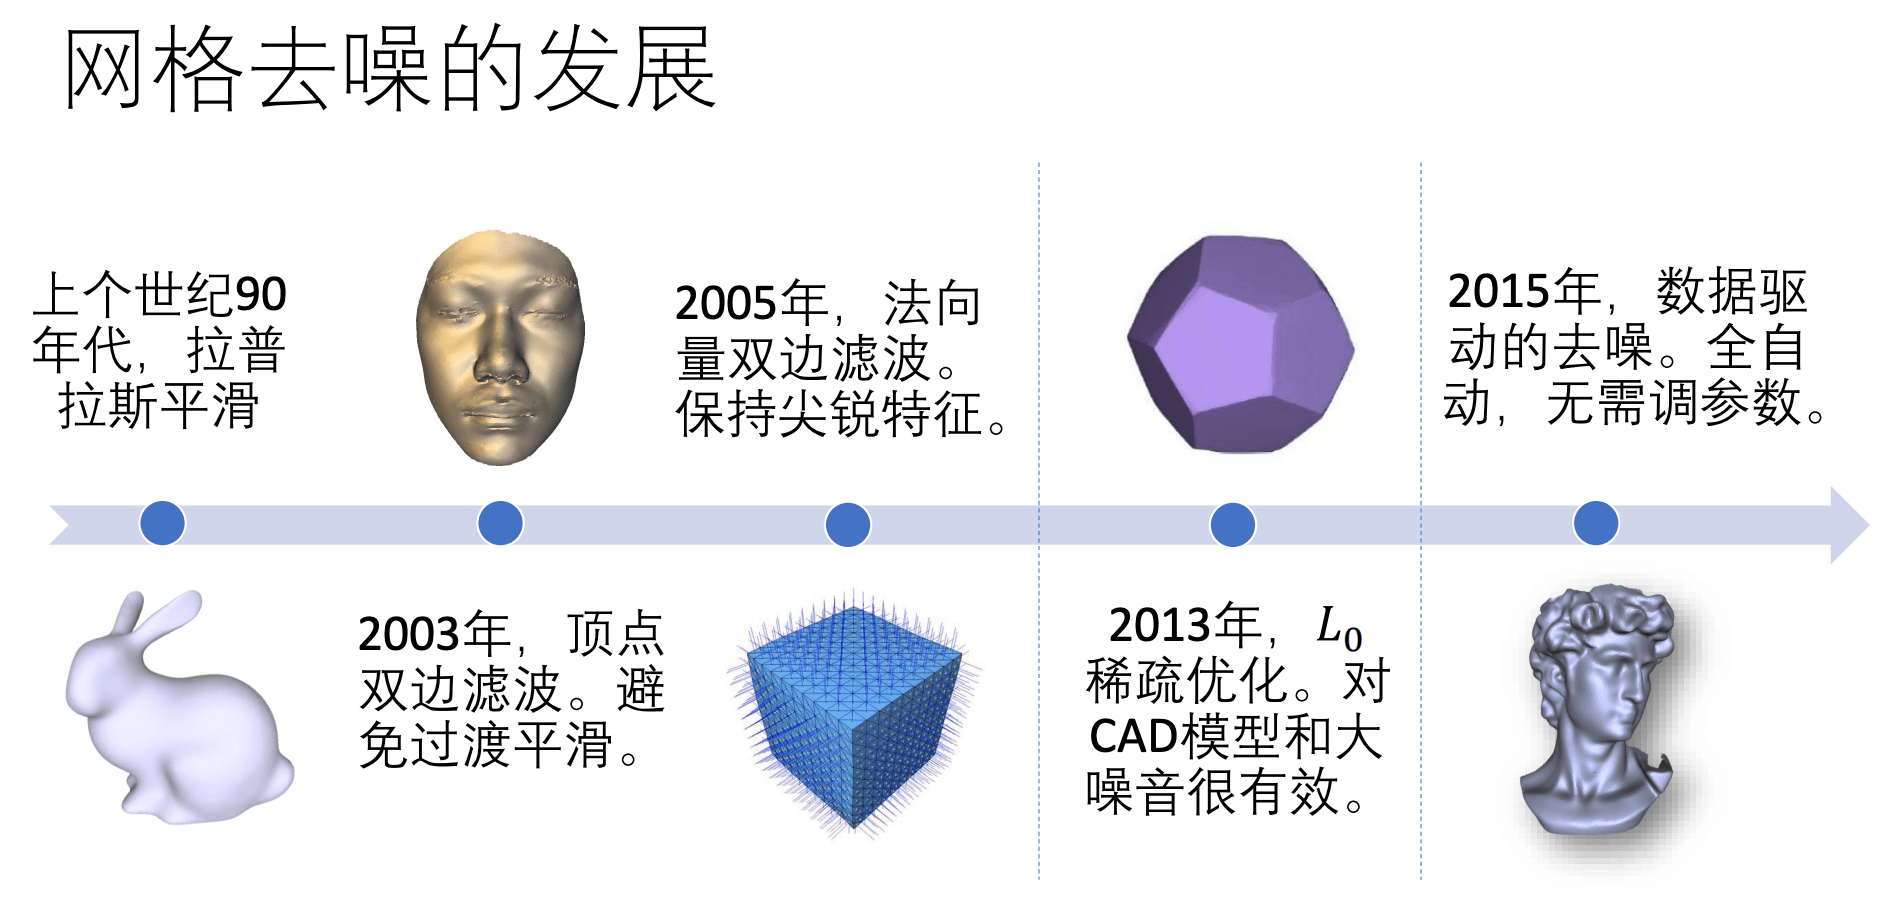 网格去噪的发展
上个世纪90
年代，拉普
拉斯平滑
2003年，顶点
双边滤波。避
免过渡平滑。
2005年，法向
量双边滤波。
保持尖锐特征。
2013年，L₀
稀疏优化。对
CAD模型和大
噪音很有效。
2015年，数据驱
动的去噪。全自
动，无需调参数。